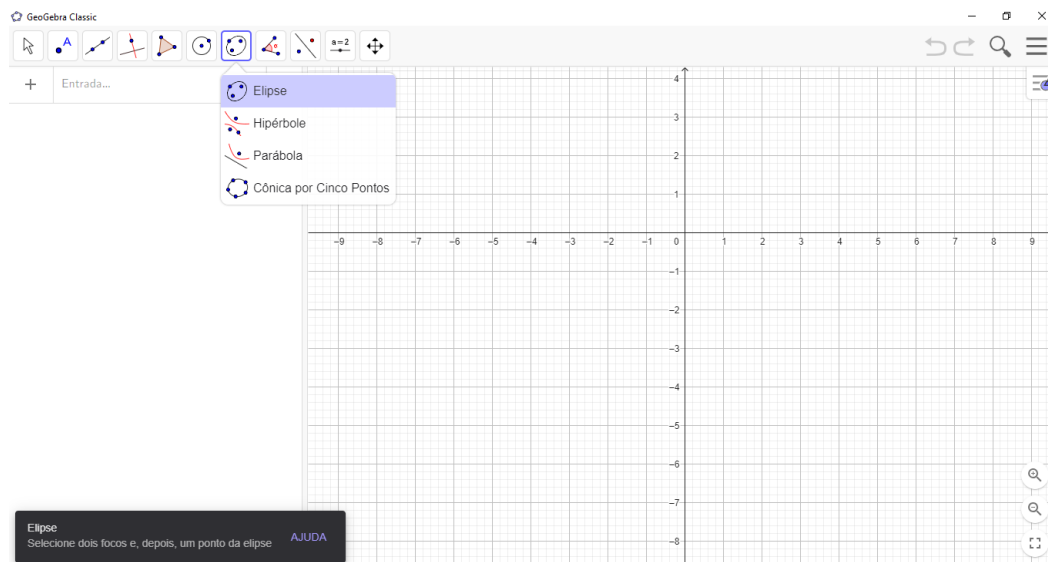 GeoGebra Classic
A
a = 2
+ Entrada...
Elipse
Hipérbole
Parábola
Cônica por Cinco Pontos
4
3
2
1
−9 −8 −7 −6 −5 −4 −3 −2 −1 0 1 2 3 4 5 6 7 8 9
−1
−2
−3
−4
−5
−6
−7
−8
Elipse
Selecione dois focos e, depois, um ponto da elipse
AJUDA